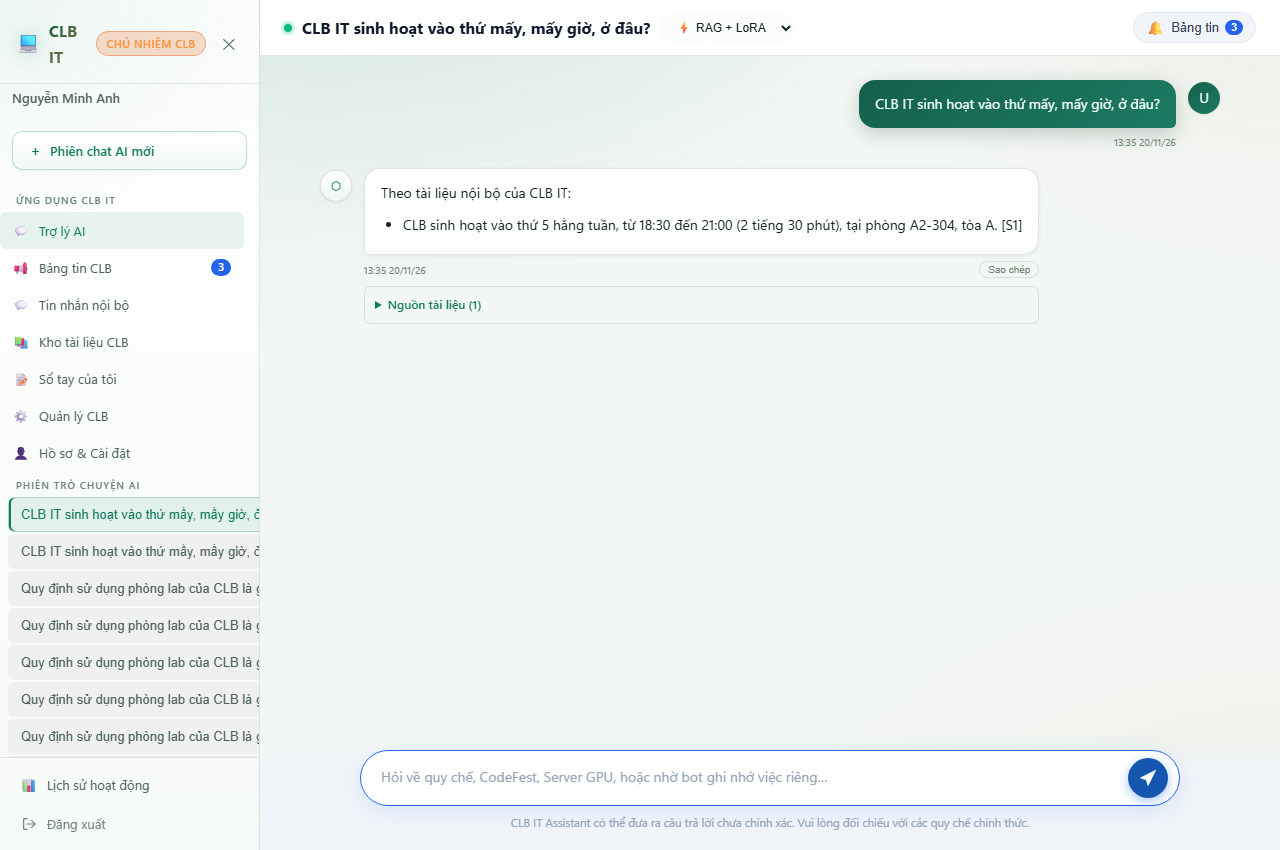 CLB IT
CHỦ NHIỆM CLB
Nguyễn Minh Anh
+ Phiên chat AI mới
ỨNG DỤNG CLB IT
Trợ lý AI
Bảng tin CLB 3
Tin nhắn nội bộ
Kho tài liệu CLB
Sổ tay của tôi
Quản lý CLB
Hồ sơ & Cài đặt
PHIÊN TRÒ CHUYỆN AI
CLB IT sinh hoạt vào thứ mấy, mấy giờ, ở
CLB IT sinh hoạt vào thứ mấy, mấy giờ, ở
Quy định sử dụng phòng lab của CLB là g
Quy định sử dụng phòng lab của CLB là g
Quy định sử dụng phòng lab của CLB là g
Quy định sử dụng phòng lab của CLB là g
Quy định sử dụng phòng lab của CLB là g
Lịch sử hoạt động
Đăng xuất
CLB IT sinh hoạt vào thứ mấy, mấy giờ, ở đâu?
RAG + LoRA
Bảng tin 3
CLB IT sinh hoạt vào thứ mấy, mấy giờ, ở đâu?
U
13:35 20/11/26
Theo tài liệu nội bộ của CLB IT:
• CLB sinh hoạt vào thứ 5 hằng tuần, từ 18:30 đến 21:00 (2 tiếng 30 phút), tại phòng A2-304, tòa A. [S1]
13:35 20/11/26
Sao chép
Nguồn tài liệu (1)
Hỏi về quy chế, CodeFest, Server GPU, hoặc nhờ bot ghi nhớ việc riêng...
CLB IT Assistant có thể đưa ra câu trả lời chưa chính xác. Vui lòng đối chiếu với các quy chế chính thức.